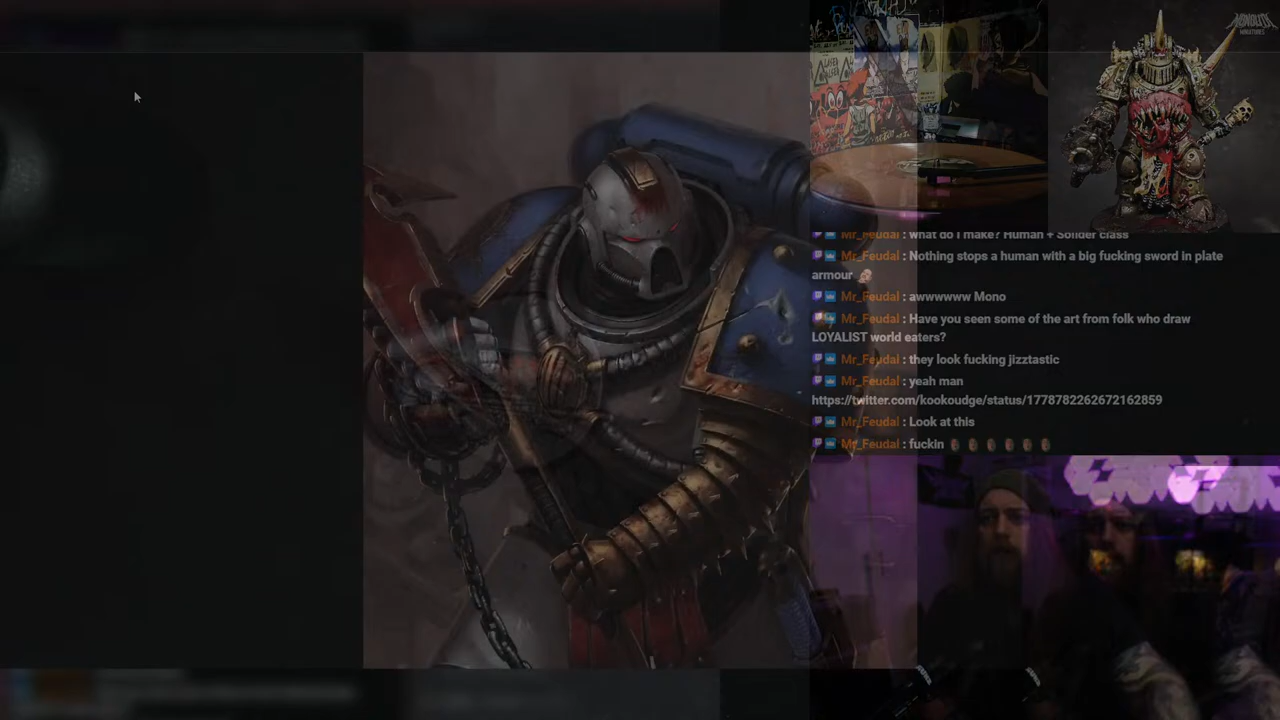 MONOLITH
MINIATURES
Mr_Feudal : what do I make? Human + Solider class
Mr_Feudal : Nothing stops a human with a big fucking sword in plate
armour
Mr_Feudal : awwwwww Mono
Mr_Feudal : Have you seen some of the art from folk who draw
LOYALIST world eaters?
Mr_Feudal : they look fucking jizztastic
Mr_Feudal : yeah man
https://twitter.com/kookoudge/status/1778782262672162859
Mr_Feudal : Look at this
Mr_Feudal : fuckin